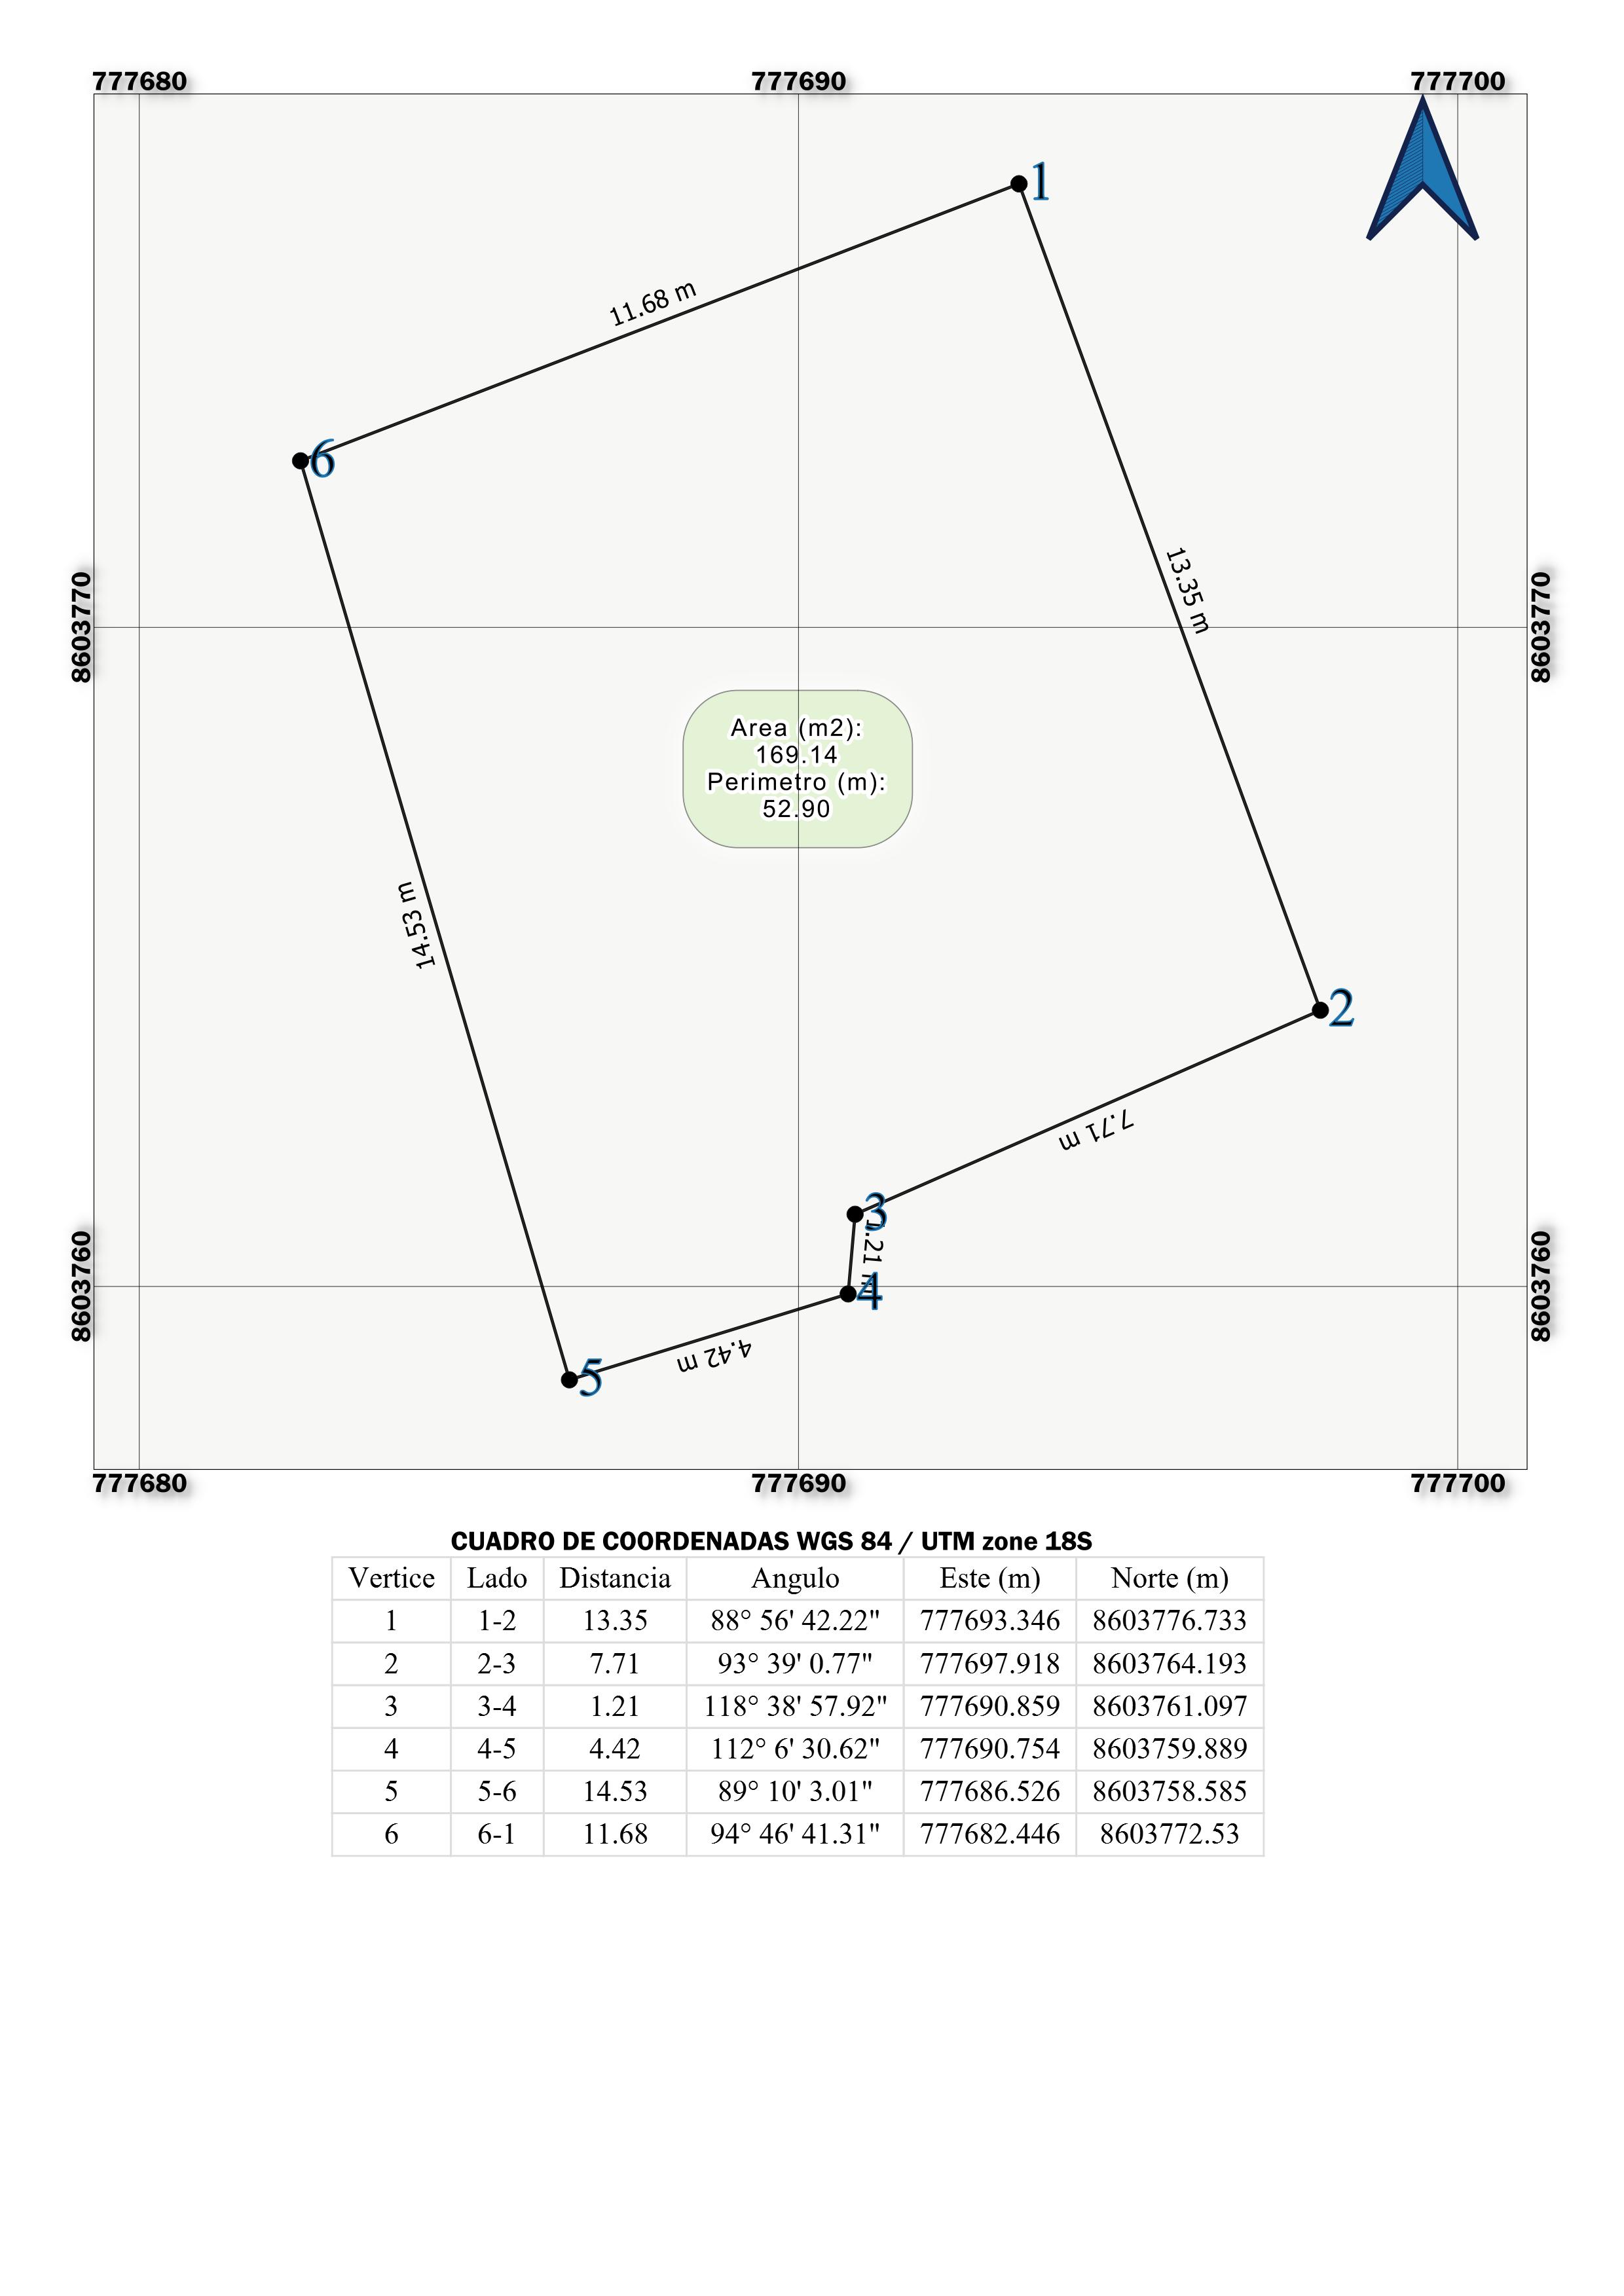 777680 777690 777700
1
11.68 m
6
13.35 m
8603770 8603770
Area (m2):
169.14
Perimetro (m):
52.90
14.53 m
2
7.71 m
3
1.21 m
8603760 8603760
4
4.42 m
5
777680 777690 777700
CUADRO DE COORDENADAS WGS 84 / UTM zone 18S
Vertice Lado Distancia Angulo Este (m) Norte (m)
1 1-2 13.35 88° 56' 42.22" 777693.346 8603776.733
2 2-3 7.71 93° 39' 0.77" 777697.918 8603764.193
3 3-4 1.21 118° 38' 57.92" 777690.859 8603761.097
4 4-5 4.42 112° 6' 30.62" 777690.754 8603759.889
5 5-6 14.53 89° 10' 3.01" 777686.526 8603758.585
6 6-1 11.68 94° 46' 41.31" 777682.446 8603772.53